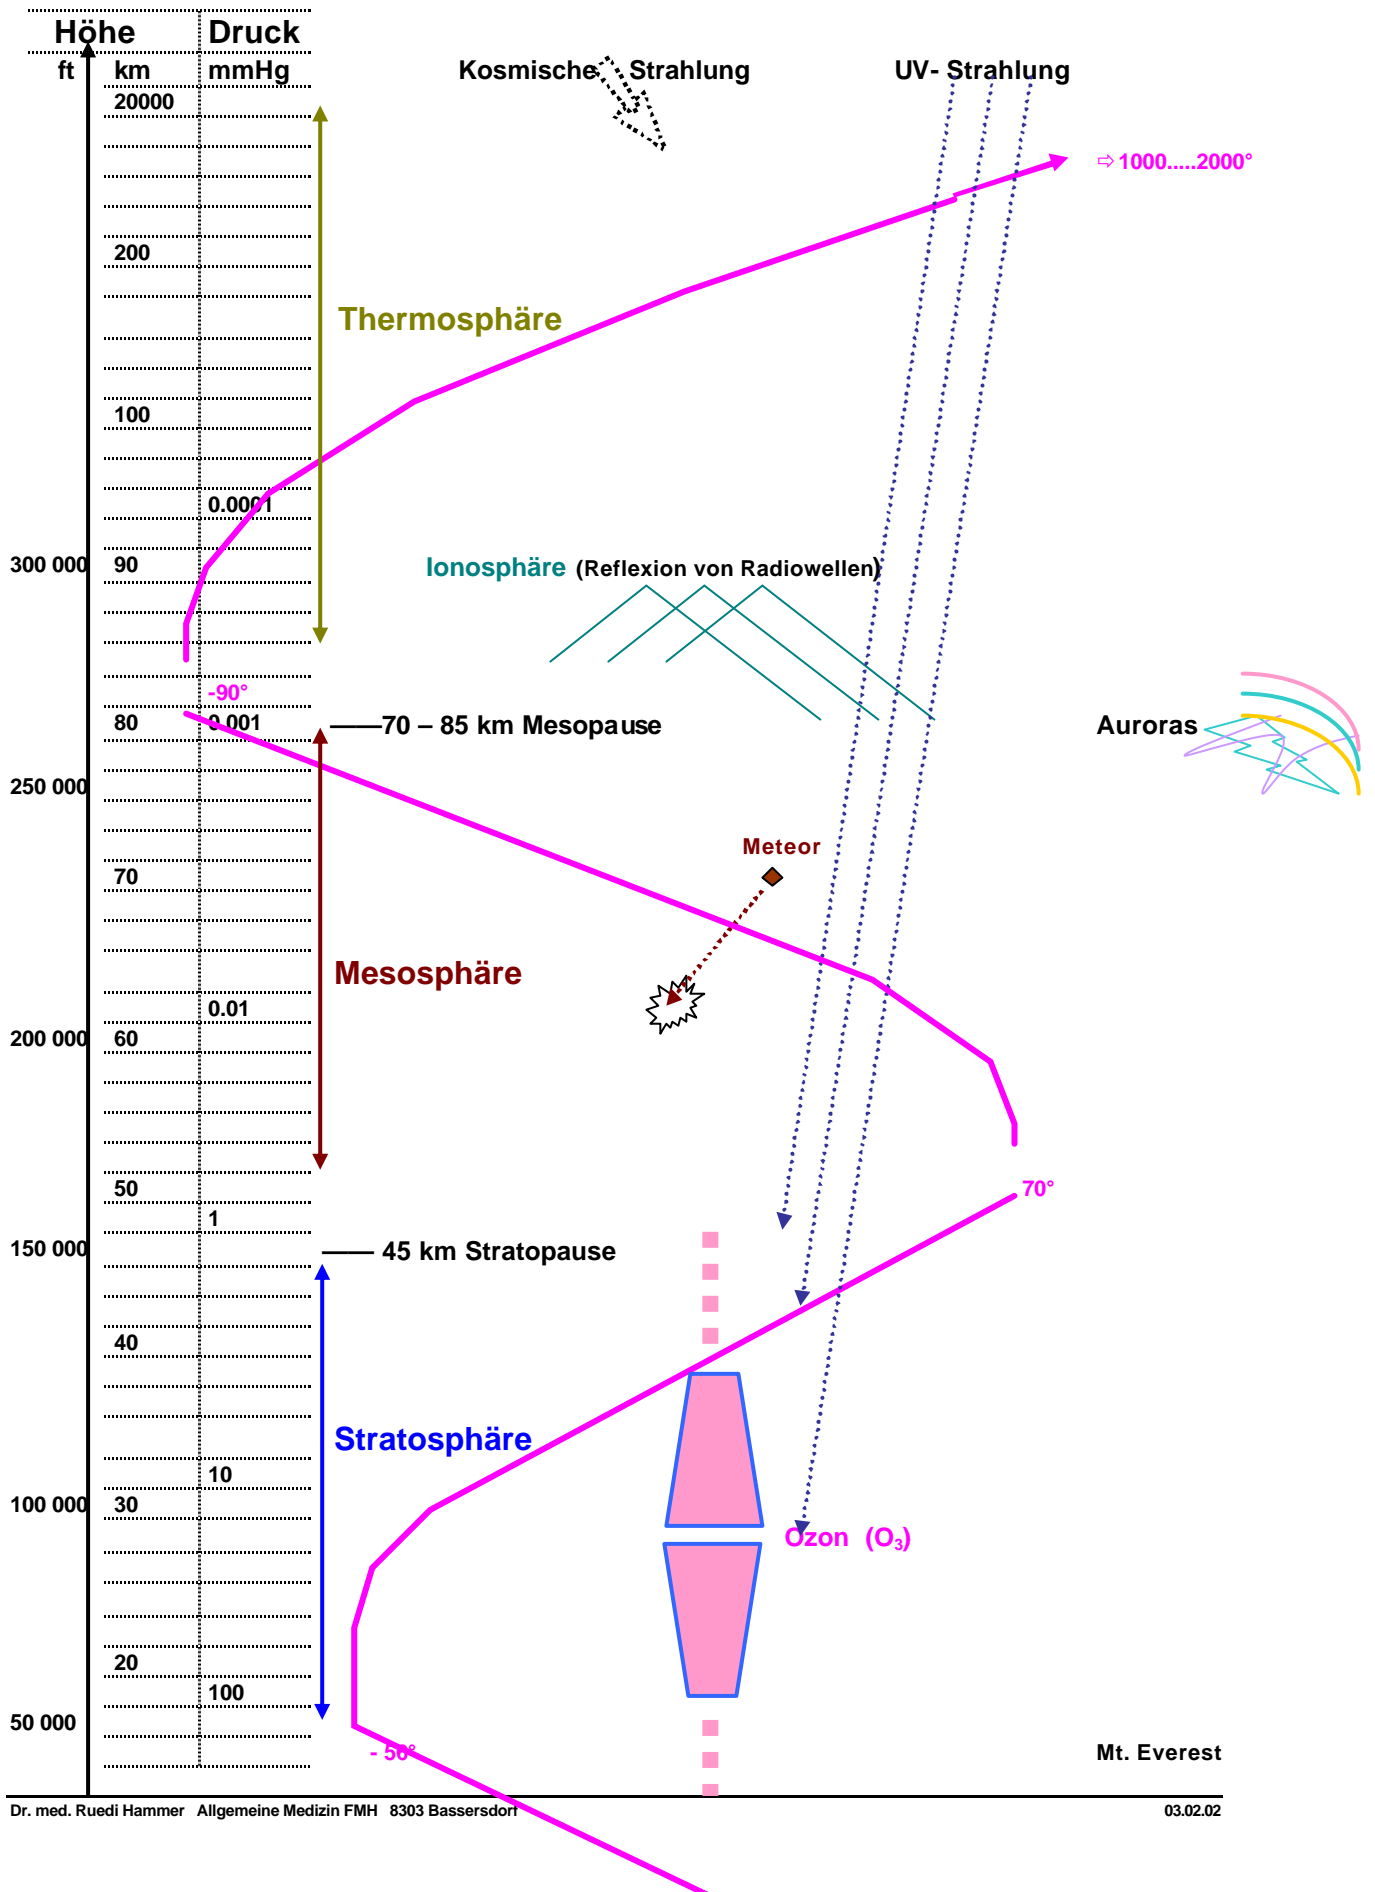 Höhe Druck
ft km mmHg Kosmische Strahlung UV- Strahlung
20000
⇨ 1000.....2000°
200
Thermosphäre
100
0.0001
300 000 90 Ionosphäre (Reflexion von Radiowellen)
-90°
80 0.001 ——70 – 85 km Mesopause Auroras
250 000
Meteor
70
Mesosphäre
0.01
200 000 60
50 70°
1
150 000 —— 45 km Stratopause
40
Stratosphäre
10
100 000 30
Ozon (O₃)
20
100
50 000
- 56° Mt. Everest
Dr. med. Ruedi Hammer Allgemeine Medizin FMH 8303 Bassersdorf 03.02.02